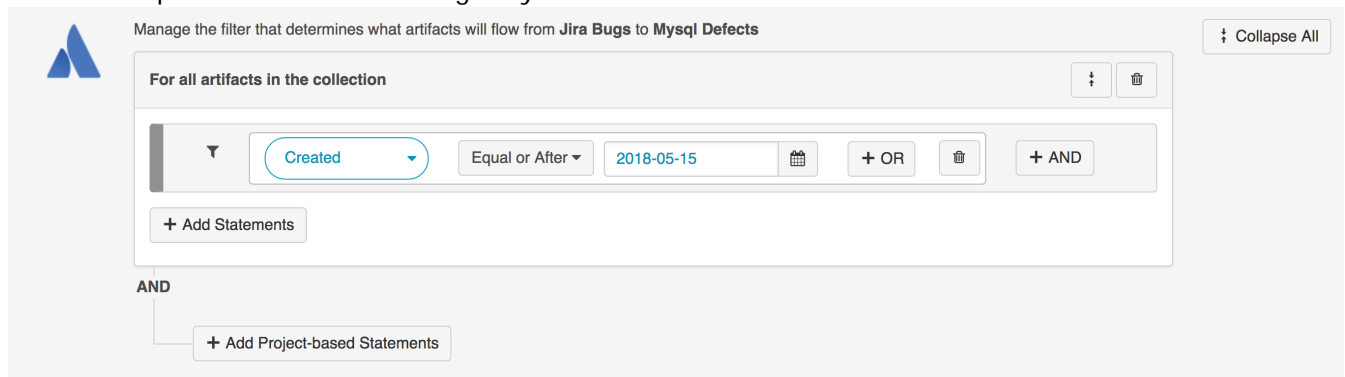 Manage the filter that determines what artifacts will flow from Jira Bugs to Mysql Defects
Collapse All
For all artifacts in the collection
Created Equal or After 2018-05-15 + OR + AND
+ Add Statements
AND
+ Add Project-based Statements